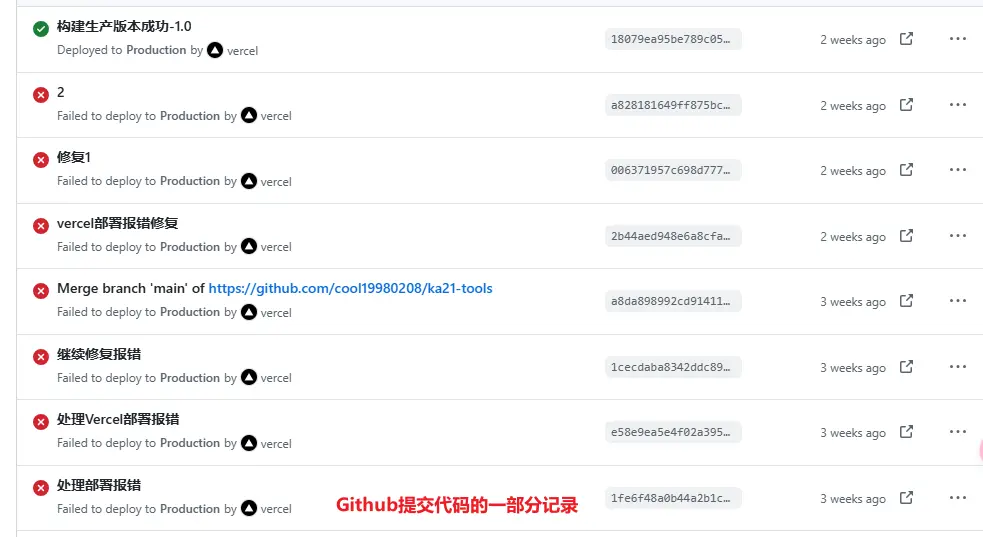 构建生产版本成功-1.0
18079ea95be789c05…
2 weeks ago
Deployed to Production by vercel
2
a828181649ff875bc…
2 weeks ago
Failed to deploy to Production by vercel
修复1
006371957c698d777…
2 weeks ago
Failed to deploy to Production by vercel
vercel部署报错修复
2b44aed948e6a8cfa…
2 weeks ago
Failed to deploy to Production by vercel
Merge branch 'main' of https://github.com/cool19980208/ka21-tools
a8da898992cd91411…
3 weeks ago
Failed to deploy to Production by vercel
继续修复报错
1cecdaba8342ddc89…
3 weeks ago
Failed to deploy to Production by vercel
处理Vercel部署报错
e58e9ea5e4f02a395…
3 weeks ago
Failed to deploy to Production by vercel
处理部署报错
1fe6f48a0b44a2b1c…
3 weeks ago
Failed to deploy to Production by vercel
Github提交代码的一部分记录